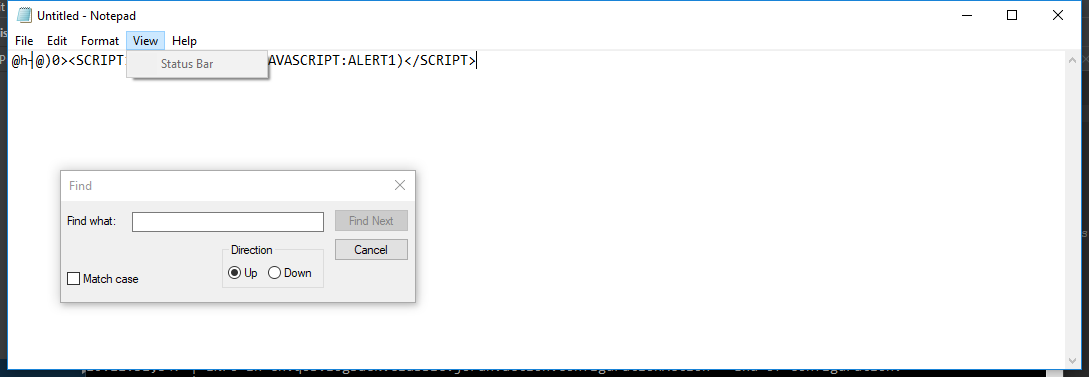 Untitled - Notepad
File Edit Format View Help
Status Bar
@h┤@)0><SCRIPT AVASCRIPT:ALERT1)</SCRIPT>
Find
Find what:
Find Next
Cancel
Direction
Up Down
Match case